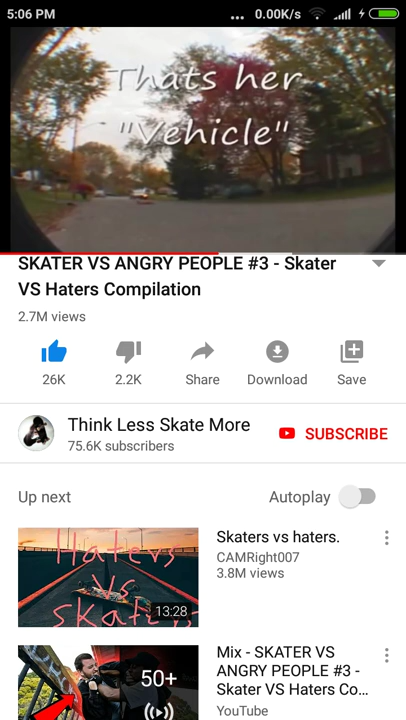 5:06 PM ... 0.00K/s
Thats her
"Vehicle"
SKATER VS ANGRY PEOPLE #3 - Skater
VS Haters Compilation
2.7M views
26K 2.2K Share Download Save
Think Less Skate More
75.6K subscribers
SUBSCRIBE
Up next Autoplay
Haters
vs
skaters
13:28
Skaters vs haters.
CAMRight007
3.8M views
50+
Mix - SKATER VS
ANGRY PEOPLE #3 -
Skater VS Haters Co...
YouTube